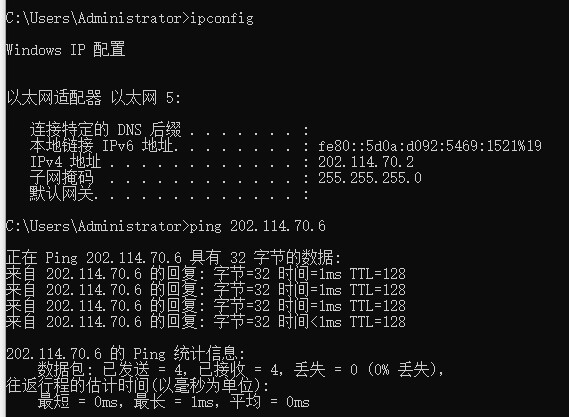 C:\Users\Administrator>ipconfig
Windows IP 配置
以太网适配器 以太网 5:
连接特定的 DNS 后缀 . . . . . . . :
本地链接 IPv6 地址. . . . . . . . : fe80::5d0a:d092:5469:1521%19
IPv4 地址 . . . . . . . . . . . . : 202.114.70.2
子网掩码 . . . . . . . . . . . . : 255.255.255.0
默认网关. . . . . . . . . . . . . :
C:\Users\Administrator>ping 202.114.70.6
正在 Ping 202.114.70.6 具有 32 字节的数据:
来自 202.114.70.6 的回复: 字节=32 时间=1ms TTL=128
来自 202.114.70.6 的回复: 字节=32 时间=1ms TTL=128
来自 202.114.70.6 的回复: 字节=32 时间=1ms TTL=128
来自 202.114.70.6 的回复: 字节=32 时间<1ms TTL=128
202.114.70.6 的 Ping 统计信息:
数据包: 已发送 = 4, 已接收 = 4, 丢失 = 0 (0% 丢失),
往返行程的估计时间(以毫秒为单位):
最短 = 0ms, 最长 = 1ms, 平均 = 0ms